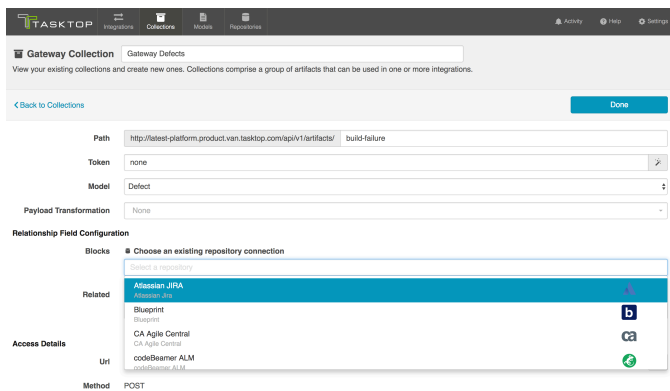 TASKTOP
Integrations
Collections
Models
Repositories
Activity
Help
Settings
Gateway Collection
Gateway Defects
View your existing collections and create new ones. Collections comprise a group of artifacts that can be used in one or more integrations.
Back to Collections
Done
Path
http://latest-platform.product.van.tasktop.com/api/v1/artifacts/
build-failure
Token
none
Model
Defect
Payload Transformation
None
Relationship Field Configuration
Blocks
Choose an existing repository connection
Select a repository
Related
Atlassian JIRA
Atlassian Jira
Blueprint
Blueprint
b
CA Agile Central
CA Agile Central
ca
Access Details
codeBeamer ALM
codeBeamer ALM
Url
Method
POST